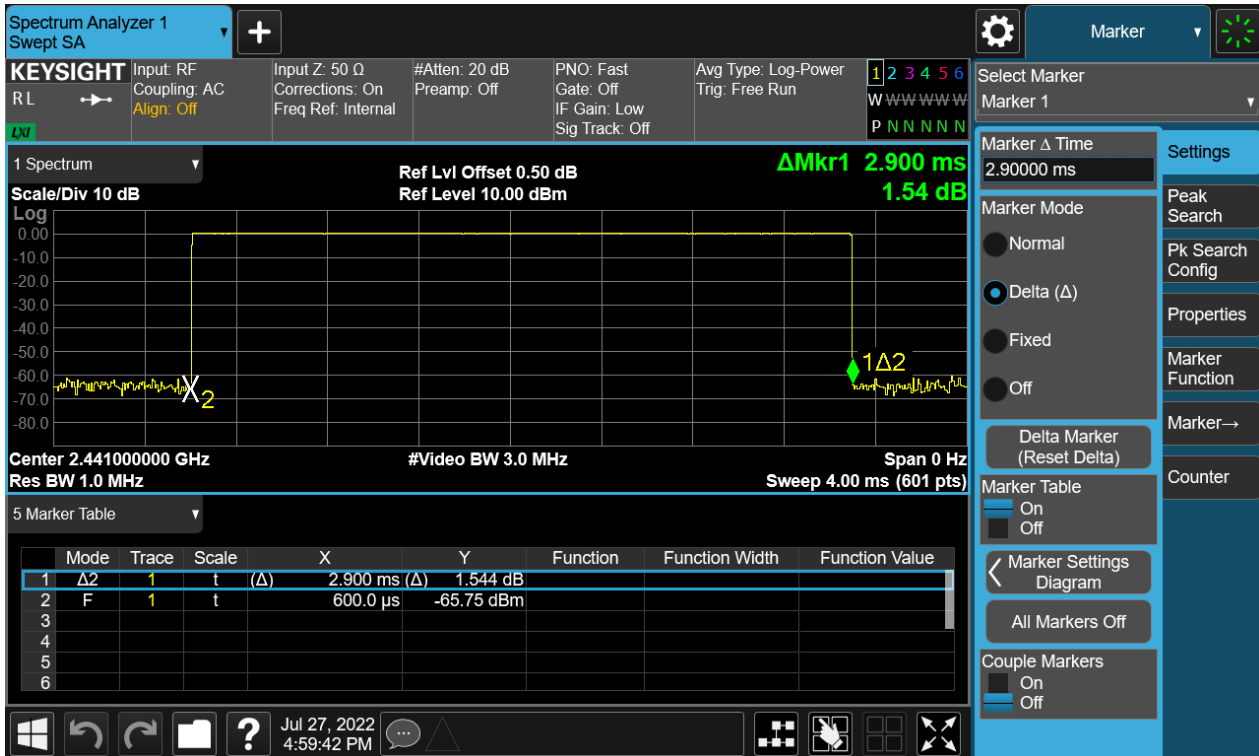 Spectrum Analyzer 1
Swept SA
+
Marker
KEYSIGHT
R L
LXI
Input: RF
Coupling: AC
Align: Off
Input Z: 50 Ω
Corrections: On
Freq Ref: Internal
#Atten: 20 dB
Preamp: Off
PNO: Fast
Gate: Off
IF Gain: Low
Sig Track: Off
Avg Type: Log-Power
Trig: Free Run
1 2 3 4 5 6
W W W W W W
P N N N N N
Select Marker
Marker 1
1 Spectrum
Scale/Div 10 dB
Ref Lvl Offset 0.50 dB
Ref Level 10.00 dBm
ΔMkr1 2.900 ms
1.54 dB
Log
0.00
-10.0
-20.0
-30.0
-40.0
-50.0
-60.0
-70.0
-80.0
2
1Δ2
Center 2.441000000 GHz
#Video BW 3.0 MHz
Span 0 Hz
Res BW 1.0 MHz
Sweep 4.00 ms (601 pts)
5 Marker Table
Mode Trace Scale X Y Function Function Width Function Value
1 Δ2 1 t (Δ) 2.900 ms (Δ) 1.544 dB
2 F 1 t 600.0 µs -65.75 dBm
3
4
5
6
Marker Δ Time
2.90000 ms
Marker Mode
Normal
Delta (Δ)
Fixed
Off
Delta Marker
(Reset Delta)
Marker Table
On
Off
Marker Settings
Diagram
All Markers Off
Couple Markers
On
Off
Settings
Peak
Search
Pk Search
Config
Properties
Marker
Function
Marker→
Counter
?
Jul 27, 2022
4:59:42 PM